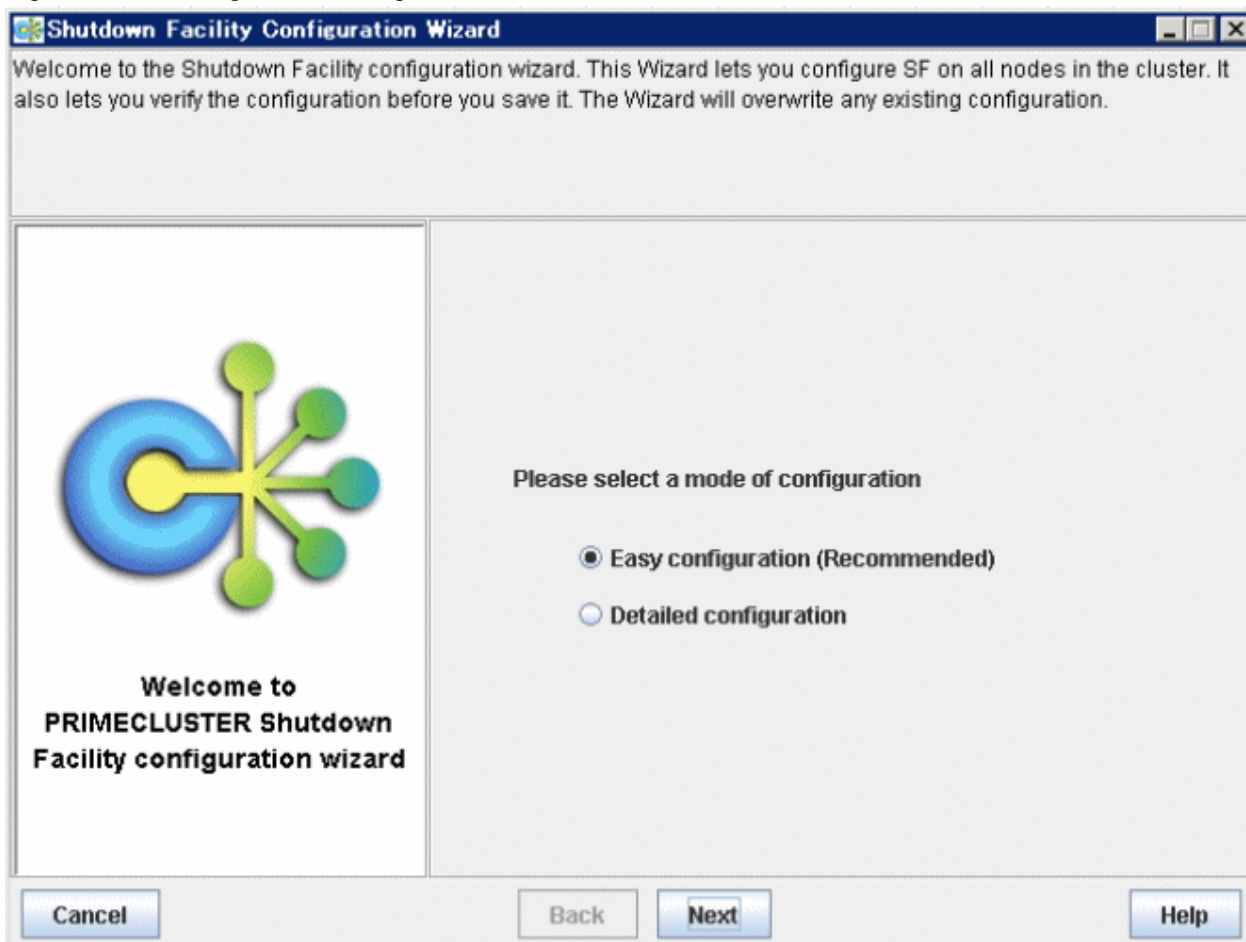 Shutdown Facility Configuration Wizard
Welcome to the Shutdown Facility configuration wizard. This Wizard lets you configure SF on all nodes in the cluster. It
also lets you verify the configuration before you save it. The Wizard will overwrite any existing configuration.
Please select a mode of configuration
Easy configuration (Recommended)
Detailed configuration
Welcome to
PRIMECLUSTER Shutdown
Facility configuration wizard
Cancel
Back
Next
Help